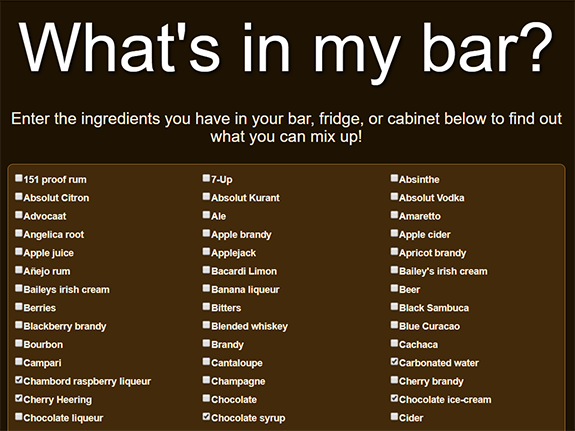 What's in my bar?
Enter the ingredients you have in your bar, fridge, or cabinet below to find out
what you can mix up!
151 proof rum 7-Up Absinthe
Absolut Citron Absolut Kurant Absolut Vodka
Advocaat Ale Amaretto
Angelica root Apple brandy Apple cider
Apple juice Applejack Apricot brandy
Añejo rum Bacardi Limon Bailey's irish cream
Baileys irish cream Banana liqueur Beer
Berries Bitters Black Sambuca
Blackberry brandy Blended whiskey Blue Curacao
Bourbon Brandy Cachaca
Campari Cantaloupe Carbonated water
Chambord raspberry liqueur Champagne Cherry brandy
Cherry Heering Chocolate Chocolate ice-cream
Chocolate liqueur Chocolate syrup Cider